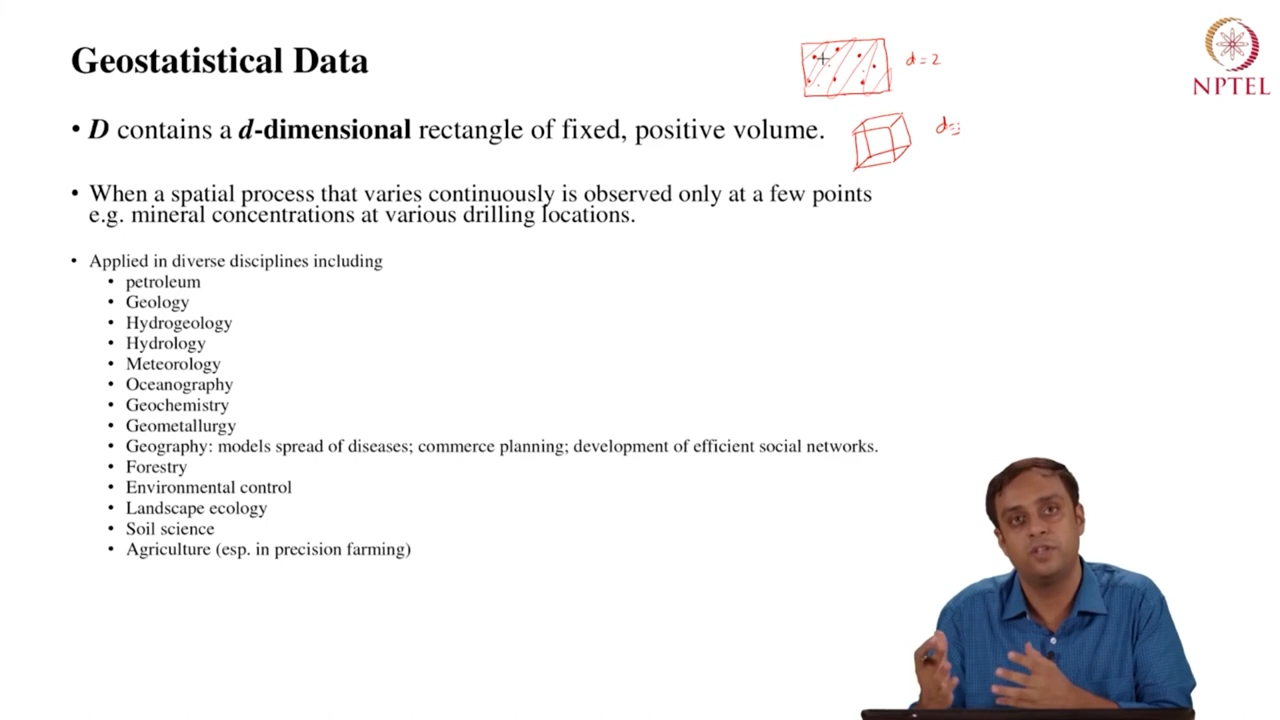 Geostatistical Data
d=2
NPTEL
• D contains a d-dimensional rectangle of fixed, positive volume.
d=
• When a spatial process that varies continuously is observed only at a few points
e.g. mineral concentrations at various drilling locations.
• Applied in diverse disciplines including
• petroleum
• Geology
• Hydrogeology
• Hydrology
• Meteorology
• Oceanography
• Geochemistry
• Geometallurgy
• Geography: models spread of diseases; commerce planning; development of efficient social networks.
• Forestry
• Environmental control
• Landscape ecology
• Soil science
• Agriculture (esp. in precision farming)